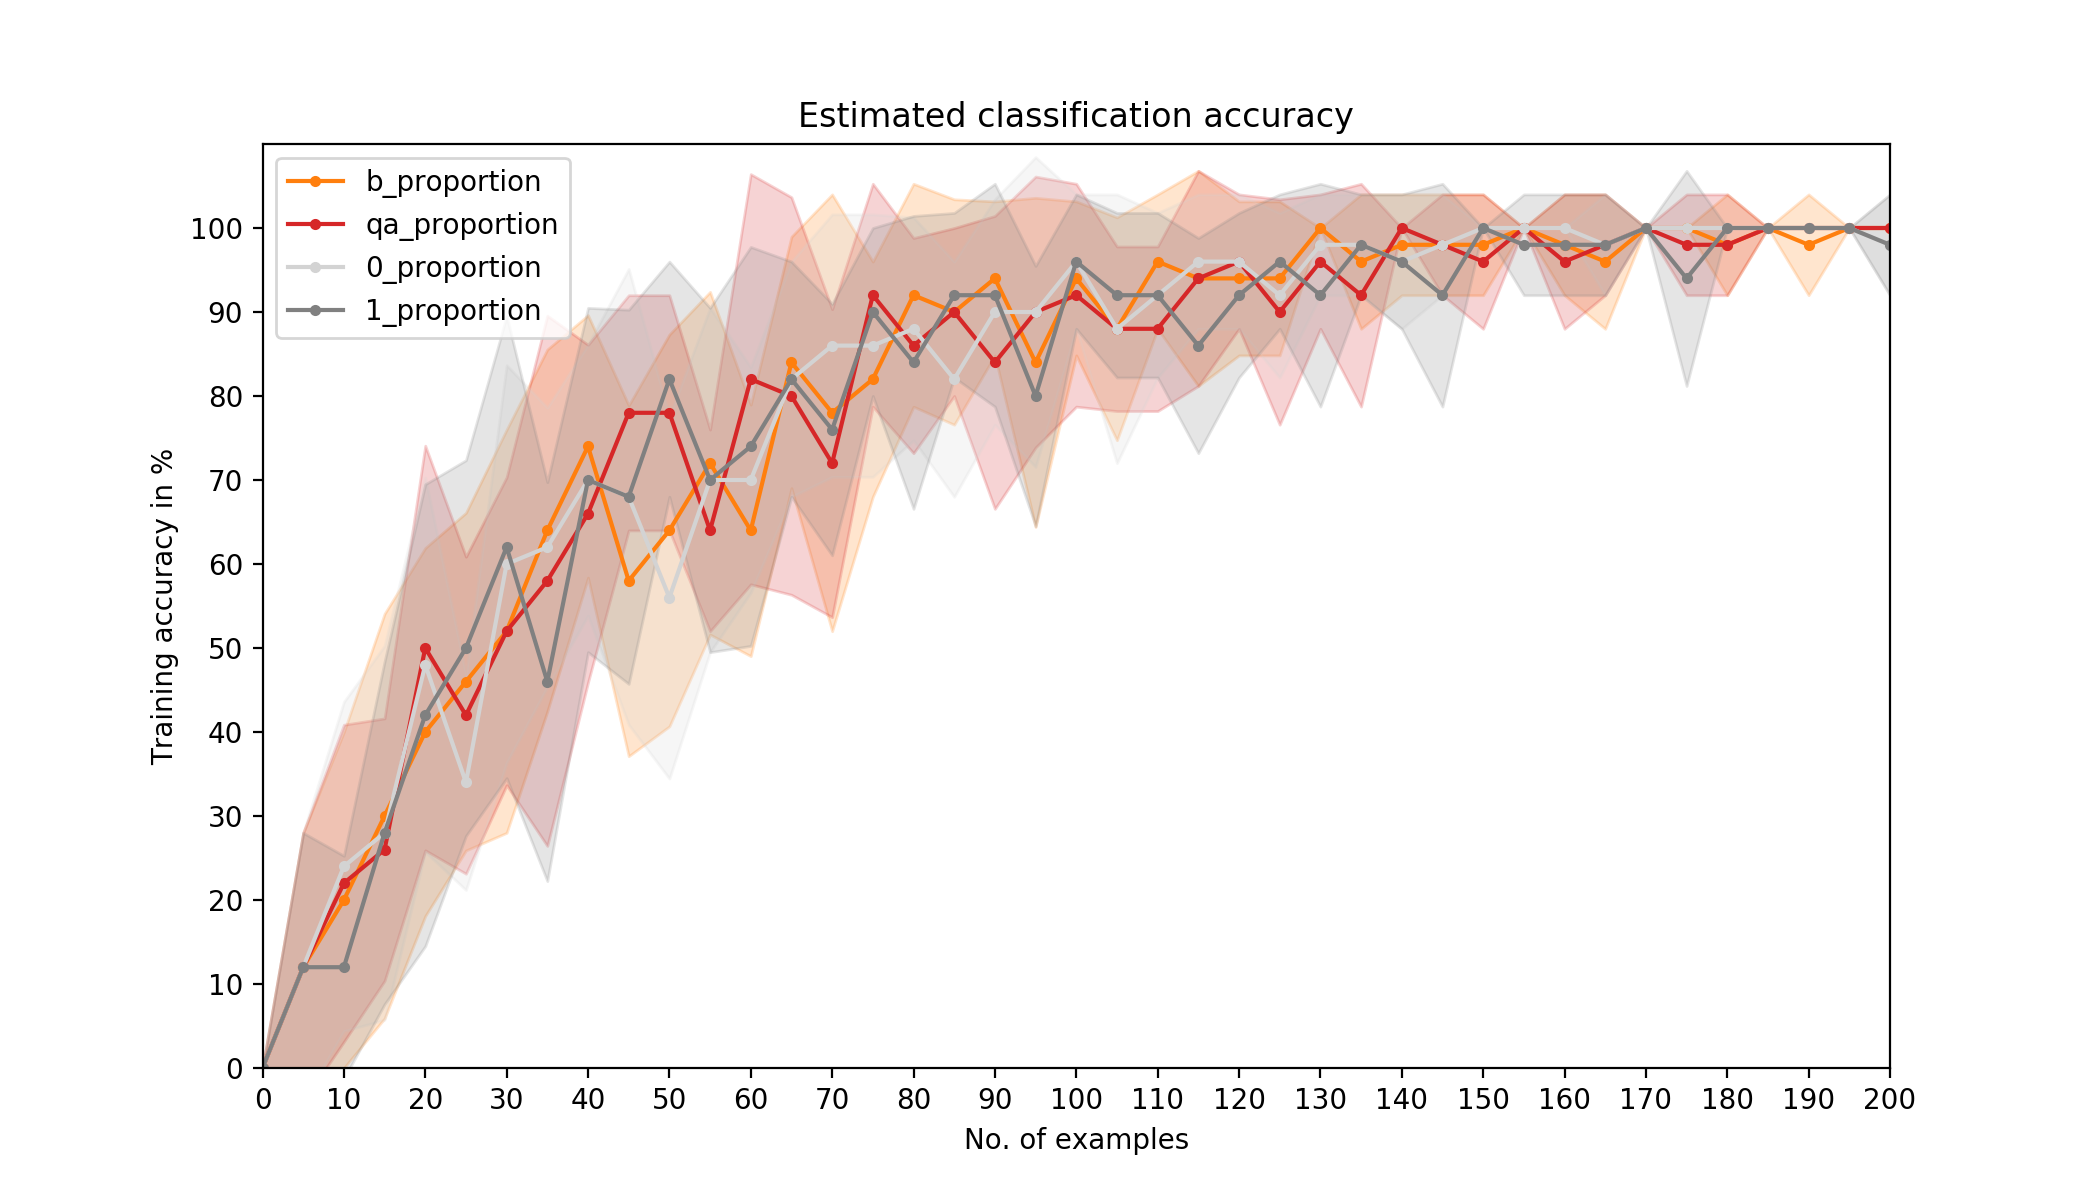 Estimated classification accuracy
b_proportion
qa_proportion
0_proportion
1_proportion
Training accuracy in %
100
90
80
70
60
50
40
30
20
10
0
0 10 20 30 40 50 60 70 80 90 100 110 120 130 140 150 160 170 180 190 200
No. of examples